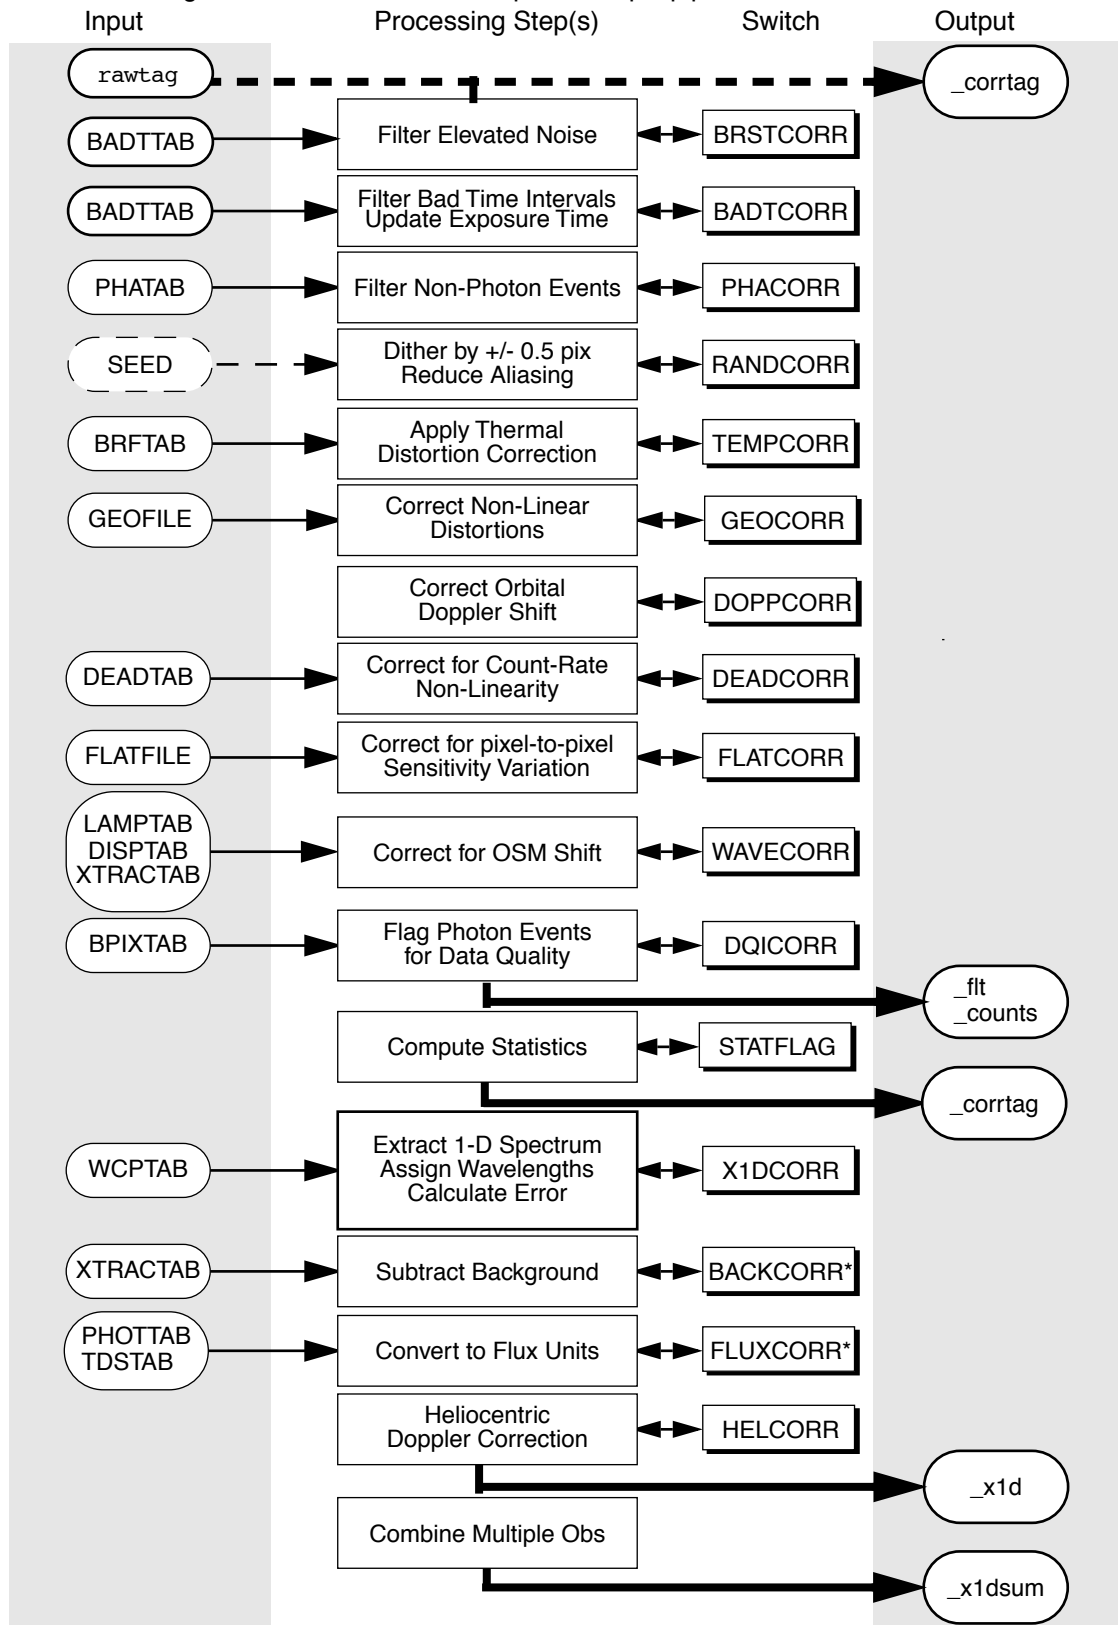 Input Processing Step(s) Switch Output
rawtag
_corrtag
BADTTAB
Filter Elevated Noise
BRSTCORR
BADTTAB
Filter Bad Time Intervals
Update Exposure Time
BADTCORR
PHATAB
Filter Non-Photon Events
PHACORR
SEED
Dither by +/- 0.5 pix
Reduce Aliasing
RANDCORR
BRFTAB
Apply Thermal
Distortion Correction
TEMPCORR
GEOFILE
Correct Non-Linear
Distortions
GEOCORR
Correct Orbital
Doppler Shift
DOPPCORR
DEADTAB
Correct for Count-Rate
Non-Linearity
DEADCORR
FLATFILE
Correct for pixel-to-pixel
Sensitivity Variation
FLATCORR
LAMPTAB
DISPTAB
XTRACTAB
Correct for OSM Shift
WAVECORR
BPIXTAB
Flag Photon Events
for Data Quality
DQICORR
_flt
_counts
Compute Statistics
STATFLAG
_corrtag
WCPTAB
Extract 1-D Spectrum
Assign Wavelengths
Calculate Error
X1DCORR
XTRACTAB
Subtract Background
BACKCORR*
PHOTTAB
TDSTAB
Convert to Flux Units
FLUXCORR*
Heliocentric
Doppler Correction
HELCORR
_x1d
Combine Multiple Obs
_x1dsum